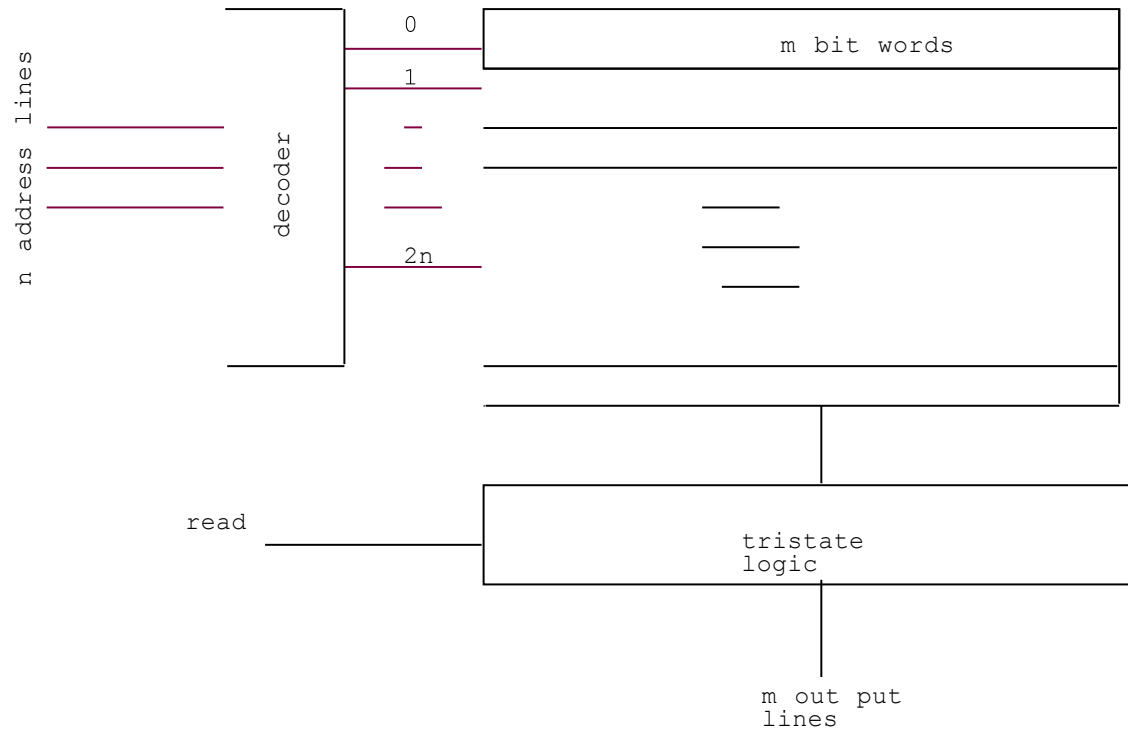 0
m bit words
1
n address lines
decoder
2n
read
tristate
logic
m out put
lines